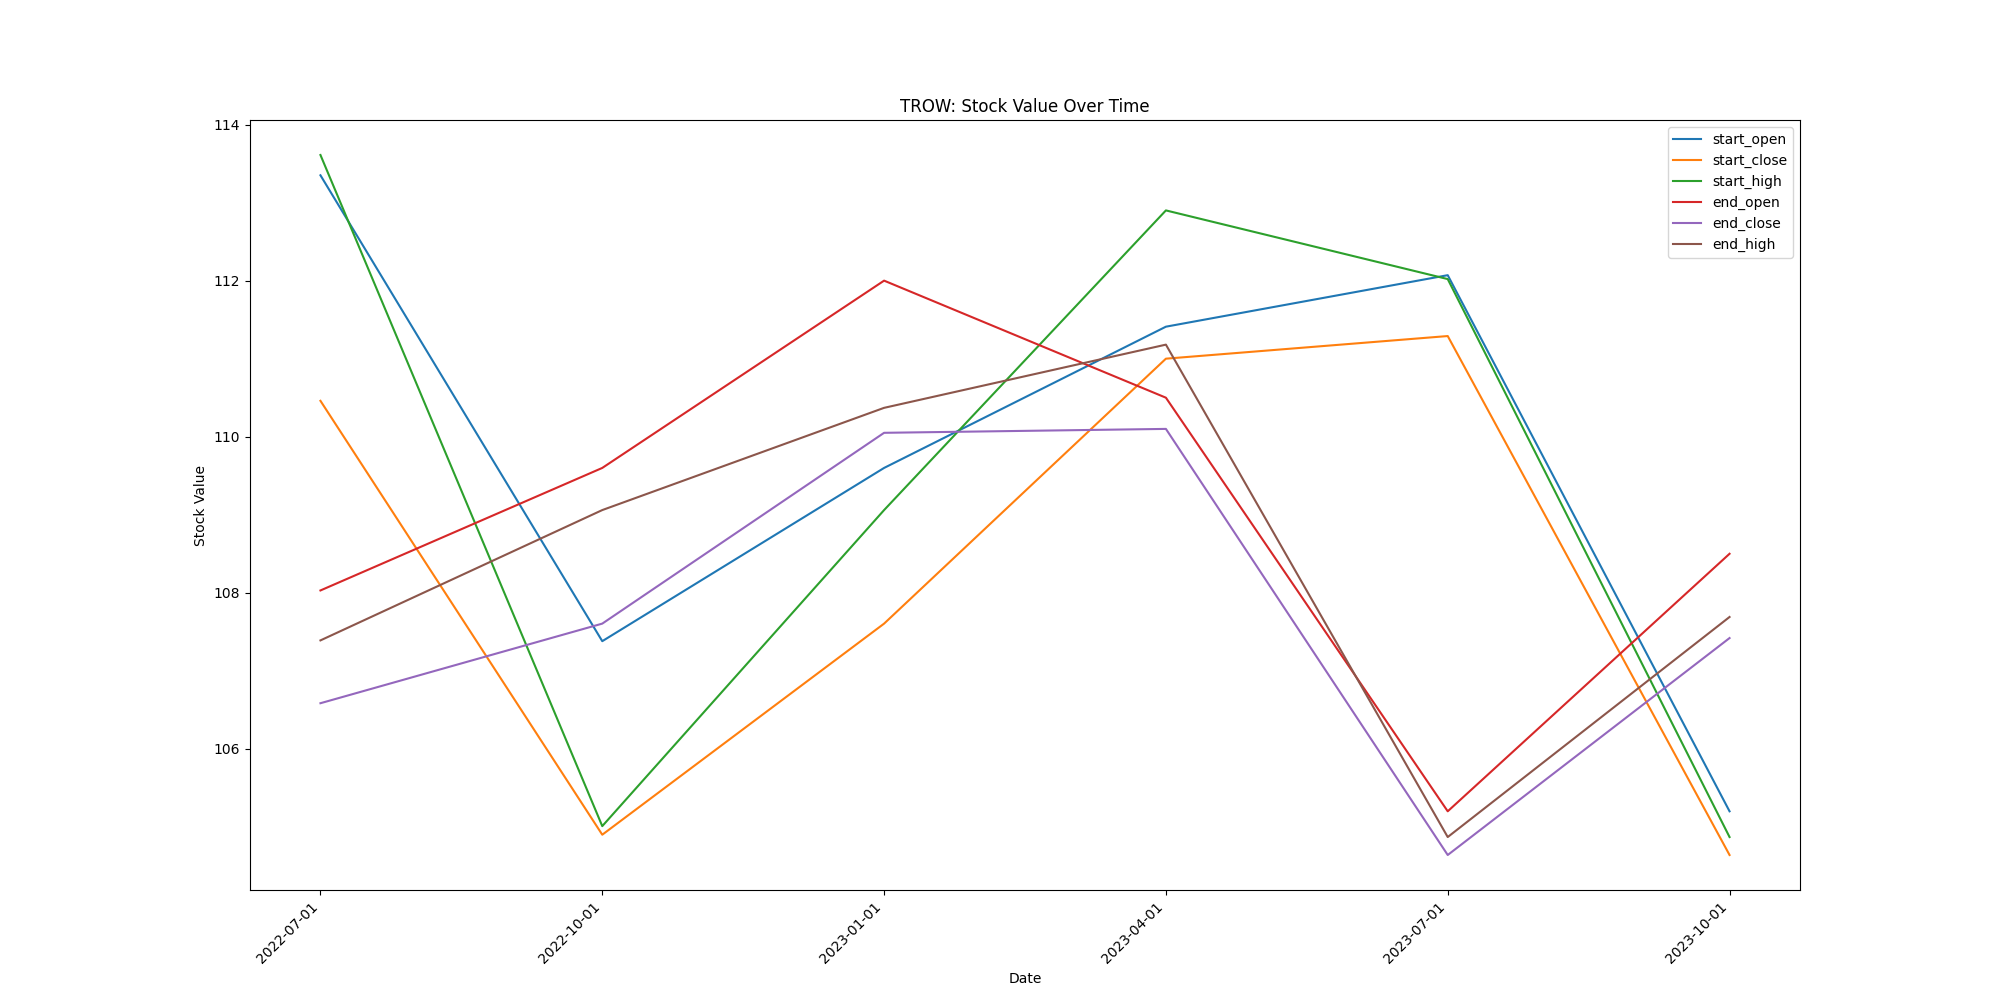 TROW: Stock Value Over Time
114
112
110
108
106
Stock Value
start_open
start_close
start_high
end_open
end_close
end_high
2022-07-01
2022-10-01
2023-01-01
2023-04-01
2023-07-01
2023-10-01
Date